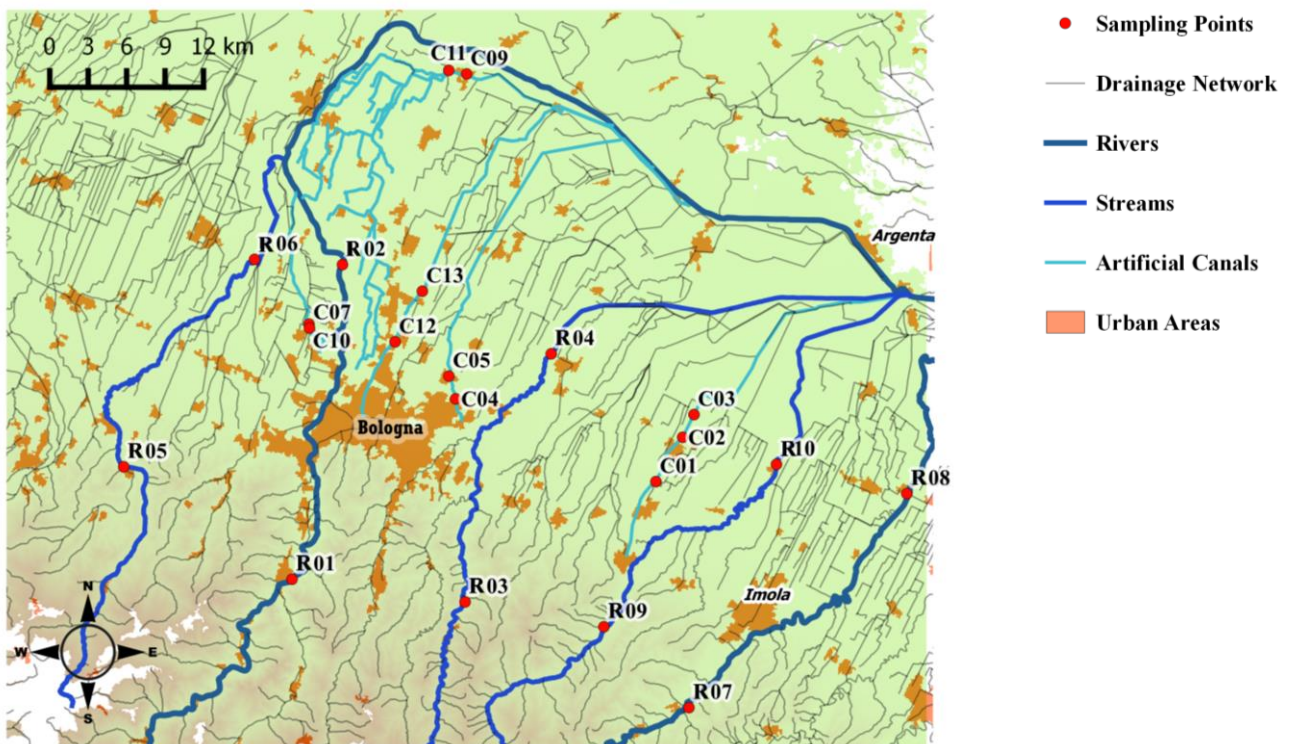 0 3 6 9 12 km
C11 C09
Sampling Points
Drainage Network
Rivers
Streams
Artificial Canals
Urban Areas
Argenta
R06
R02
C13
C07
C10
C12
R04
C05
C04
Bologna
C03
C02
R05
R10
C01
R08
R01
N
R03
Imola
R09
W E
S
R07